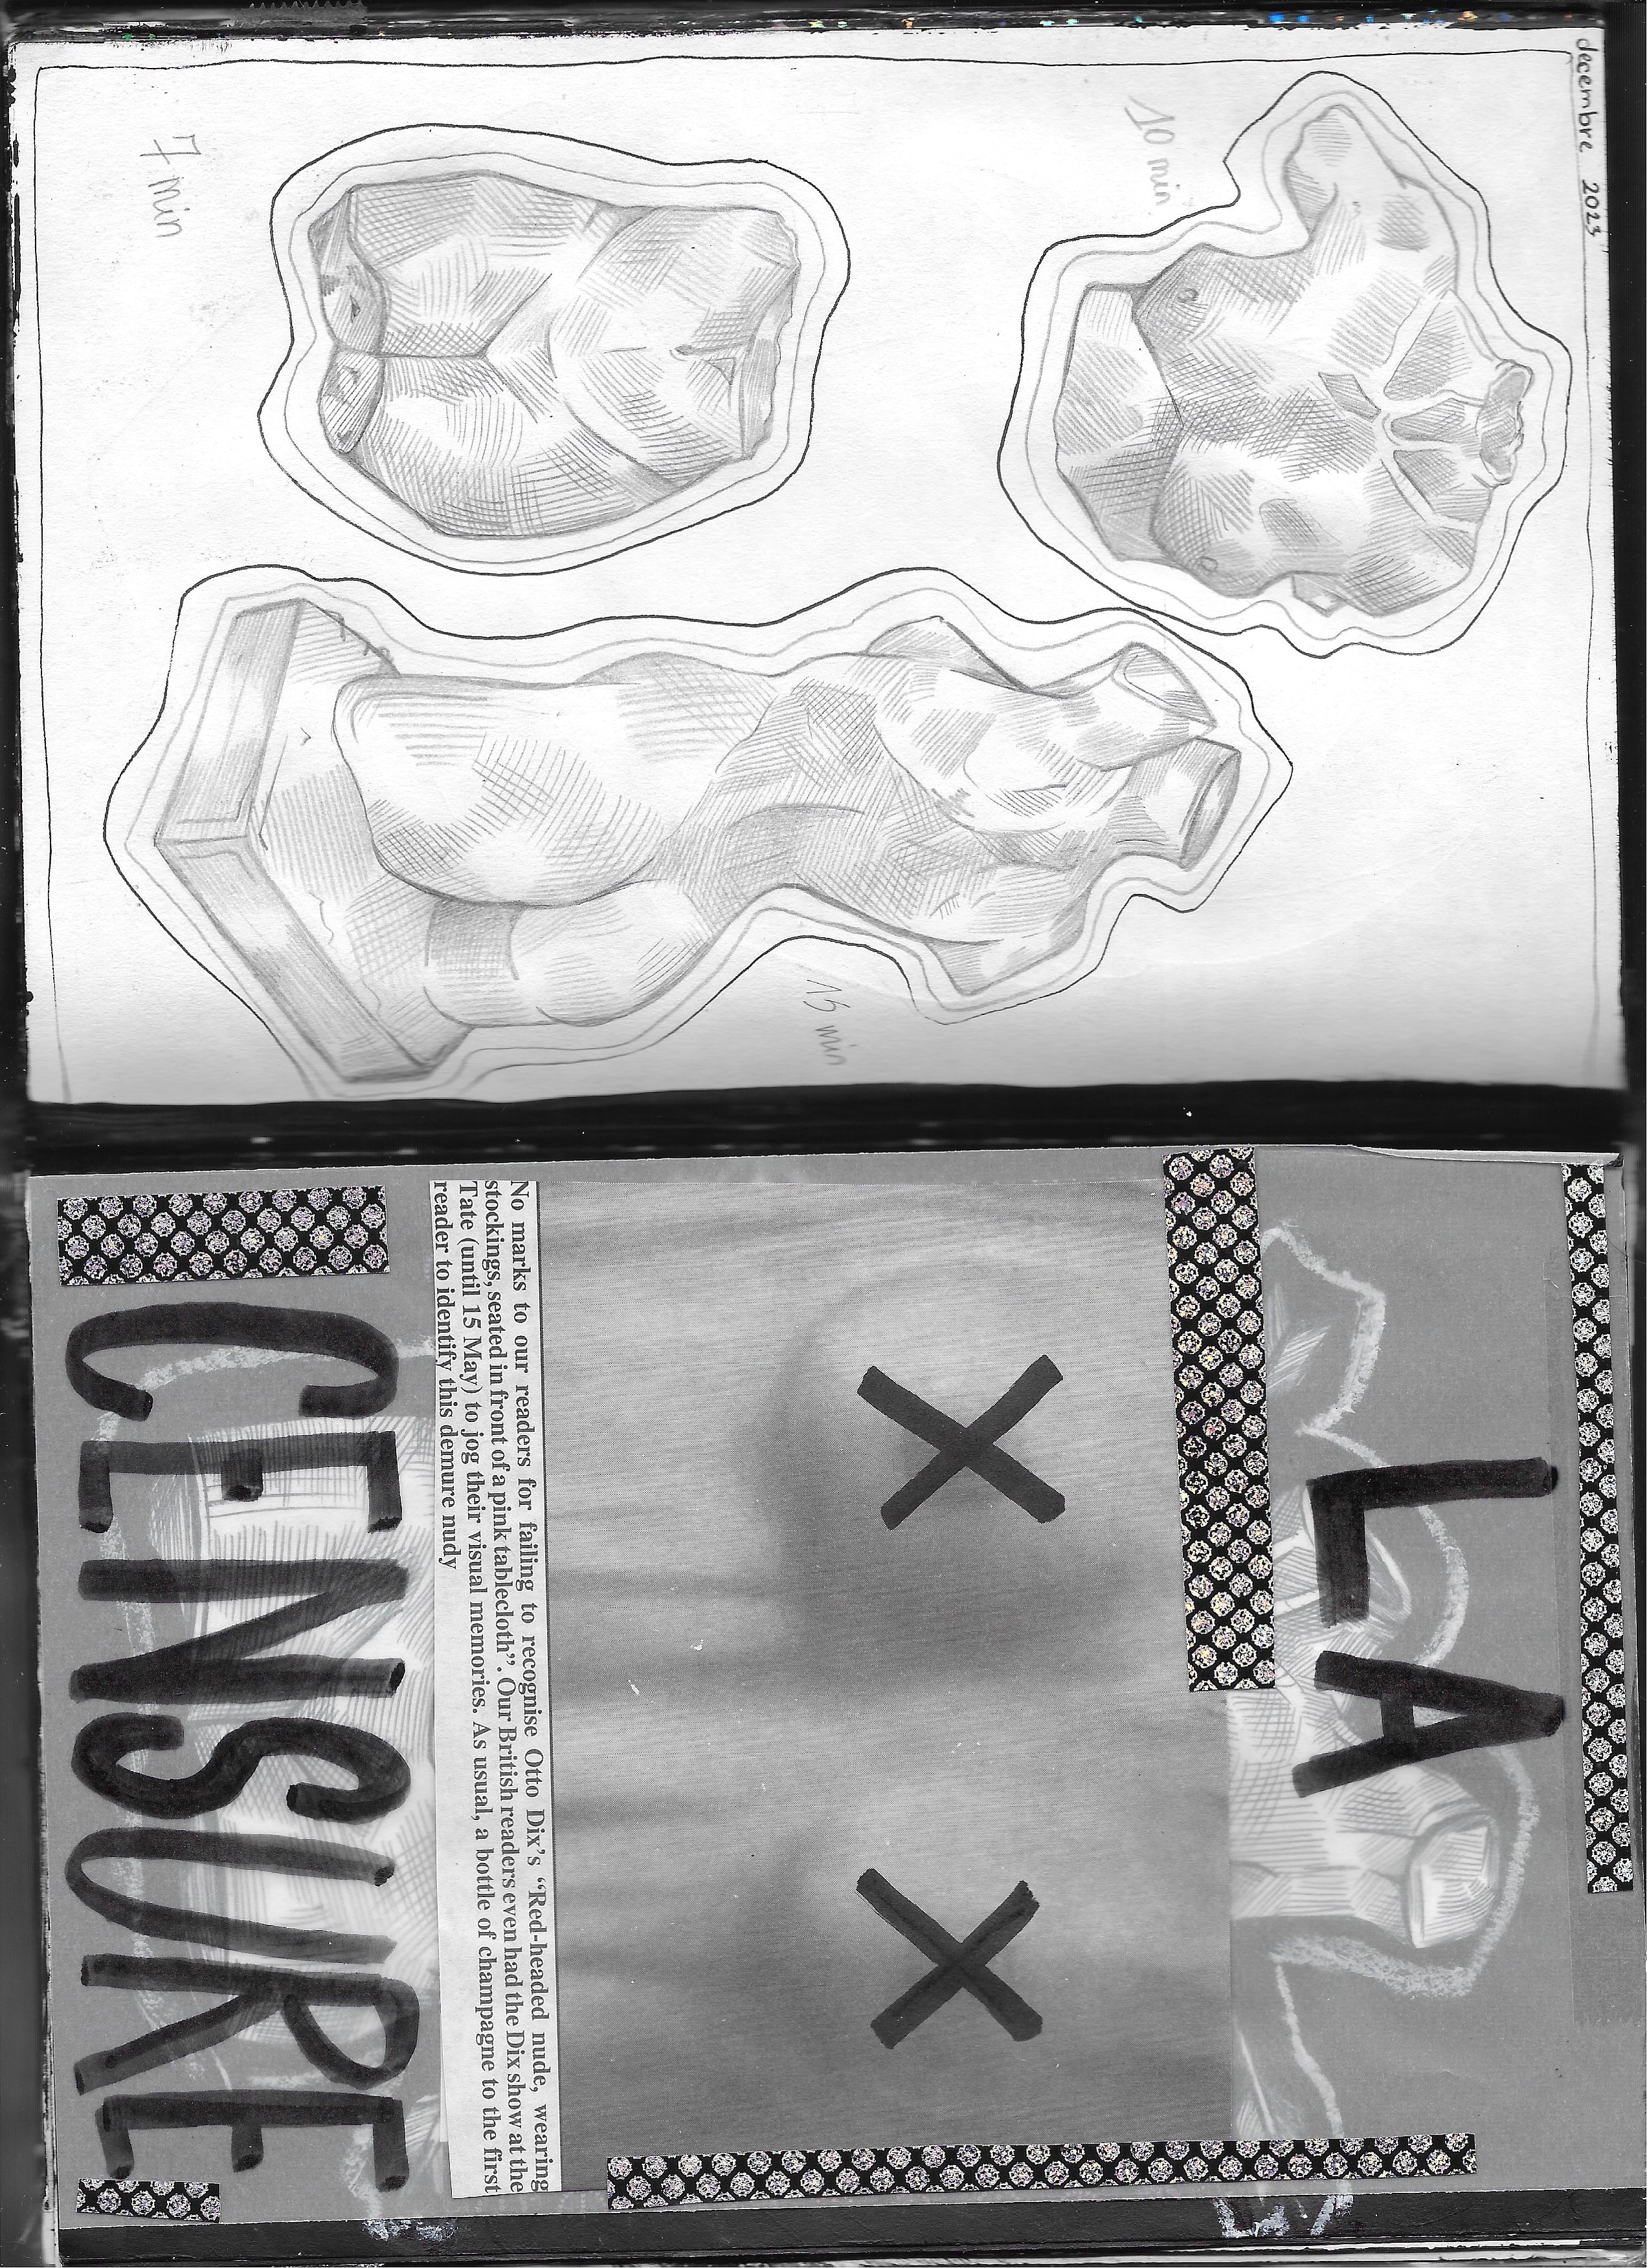 decembre 2023
10 min
15 min
7 min
LA
No marks to our readers for failing to recognise Otto Dix's “Red-headed nude, wearing
stockings, seated in front of a pink tablecloth”. Our British readers even had the Dix show at the
Tate (until 15 May) to jog their visual memories. As usual, a bottle of champagne to the first
reader to identify this demure nudy
CENSURE